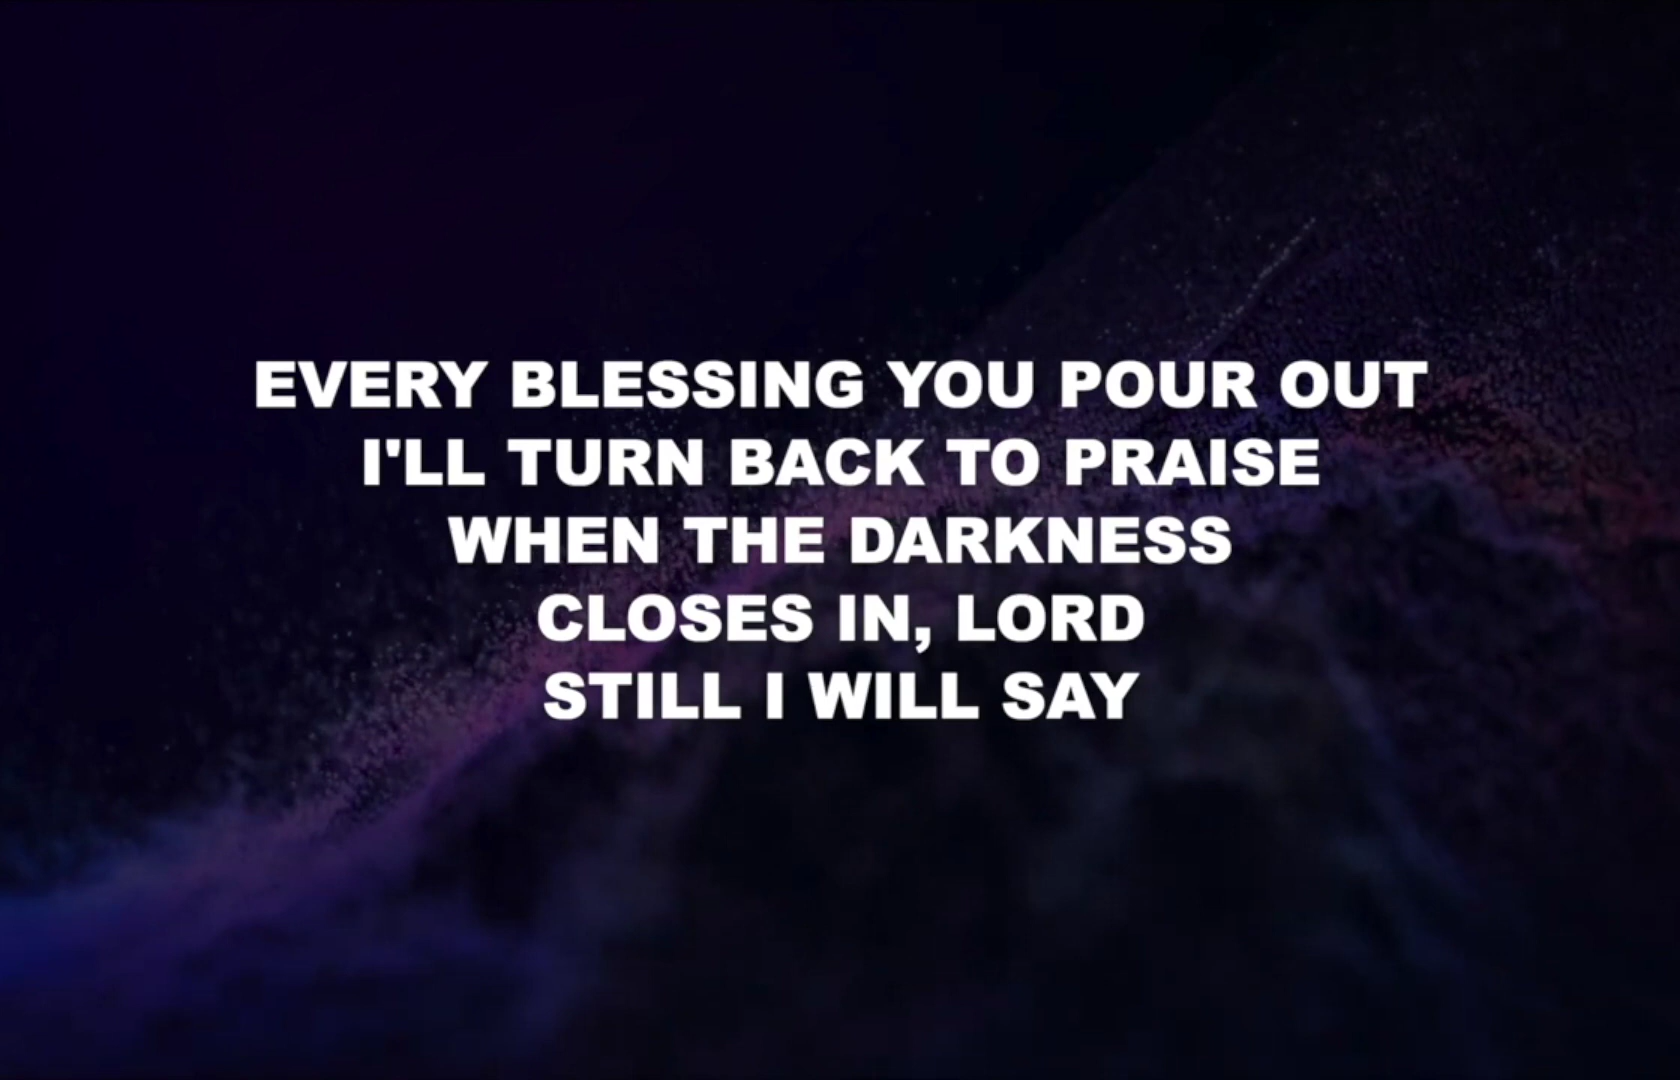 EVERY BLESSING YOU POUR OUT
I'LL TURN BACK TO PRAISE
WHEN THE DARKNESS
CLOSES IN, LORD
STILL I WILL SAY